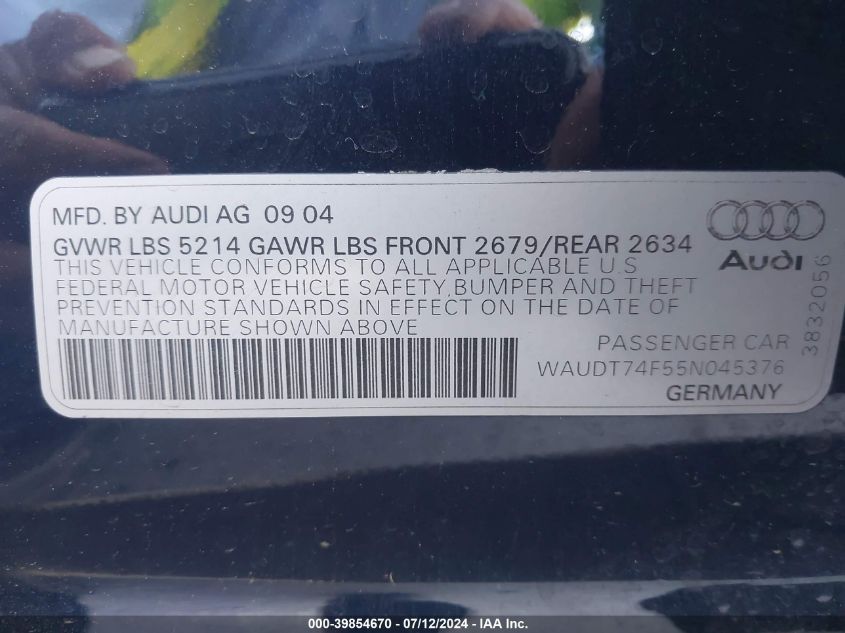 MFD. BY AUDI AG 09 04
GVWR LBS 5214 GAWR LBS FRONT 2679/REAR 2634
THIS VEHICLE CONFORMS TO ALL APPLICABLE U.S
FEDERAL MOTOR VEHICLE SAFETY,BUMPER AND THEFT
PREVENTION STANDARDS IN EFFECT ON THE DATE OF
MANUFACTURE SHOWN ABOVE
Audi
3832056
PASSENGER CAR
WAUDT74F55N045376
GERMANY
000-39854670 - 07/12/2024 - IAA Inc.